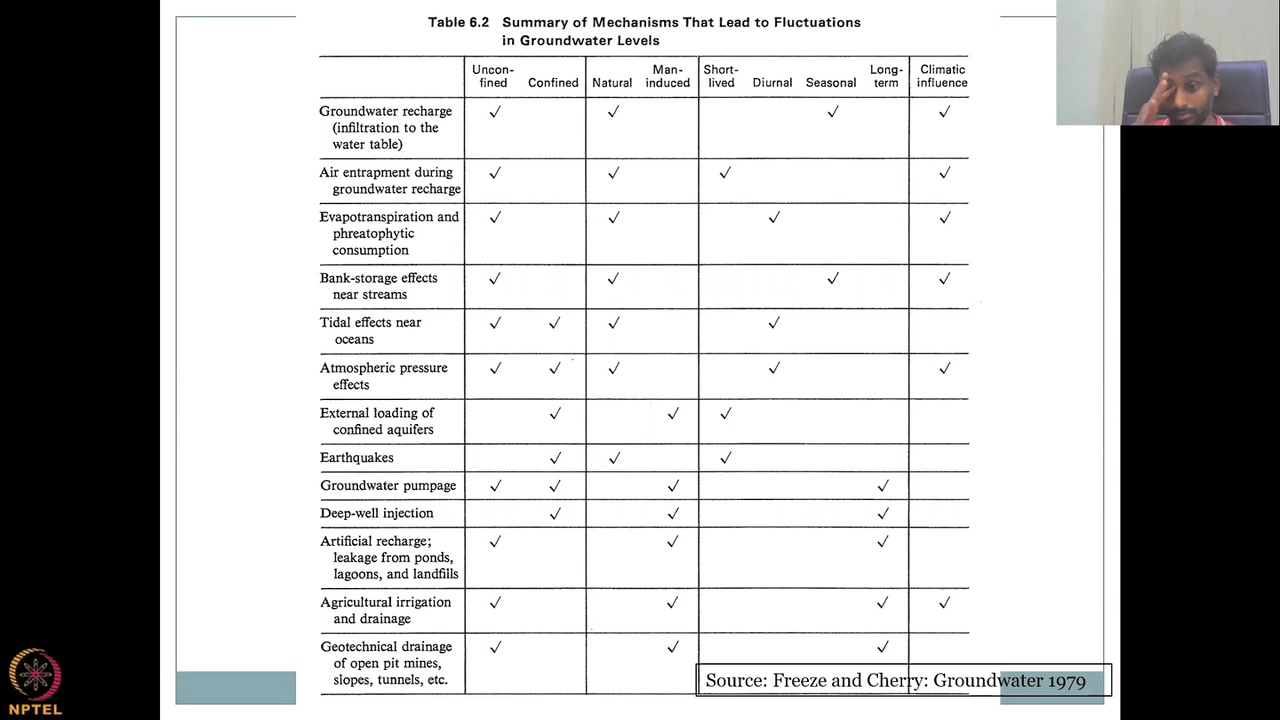 Table 6.2 Summary of Mechanisms That Lead to Fluctuations
in Groundwater Levels
Uncon-
fined
Confined
Natural
Man-
induced
Short-
lived
Diurnal
Seasonal
Long-
term
Climatic
influence
Groundwater recharge
(infiltration to the
water table)
✓ ✓ ✓ ✓
Air entrapment during
groundwater recharge
✓ ✓ ✓ ✓
Evapotranspiration and
phreatophytic
consumption
✓ ✓ ✓ ✓
Bank-storage effects
near streams
✓ ✓ ✓ ✓
Tidal effects near
oceans
✓ ✓ ✓ ✓
Atmospheric pressure
effects
✓ ✓ ✓ ✓ ✓
External loading of
confined aquifers
✓ ✓ ✓
Earthquakes ✓ ✓ ✓
Groundwater pumpage ✓ ✓ ✓ ✓
Deep-well injection ✓ ✓ ✓
Artificial recharge;
leakage from ponds,
lagoons, and landfills
✓ ✓ ✓
Agricultural irrigation
and drainage
✓ ✓ ✓ ✓
Geotechnical drainage
of open pit mines,
slopes, tunnels, etc.
✓ ✓ ✓
Source: Freeze and Cherry: Groundwater 1979
NPTEL